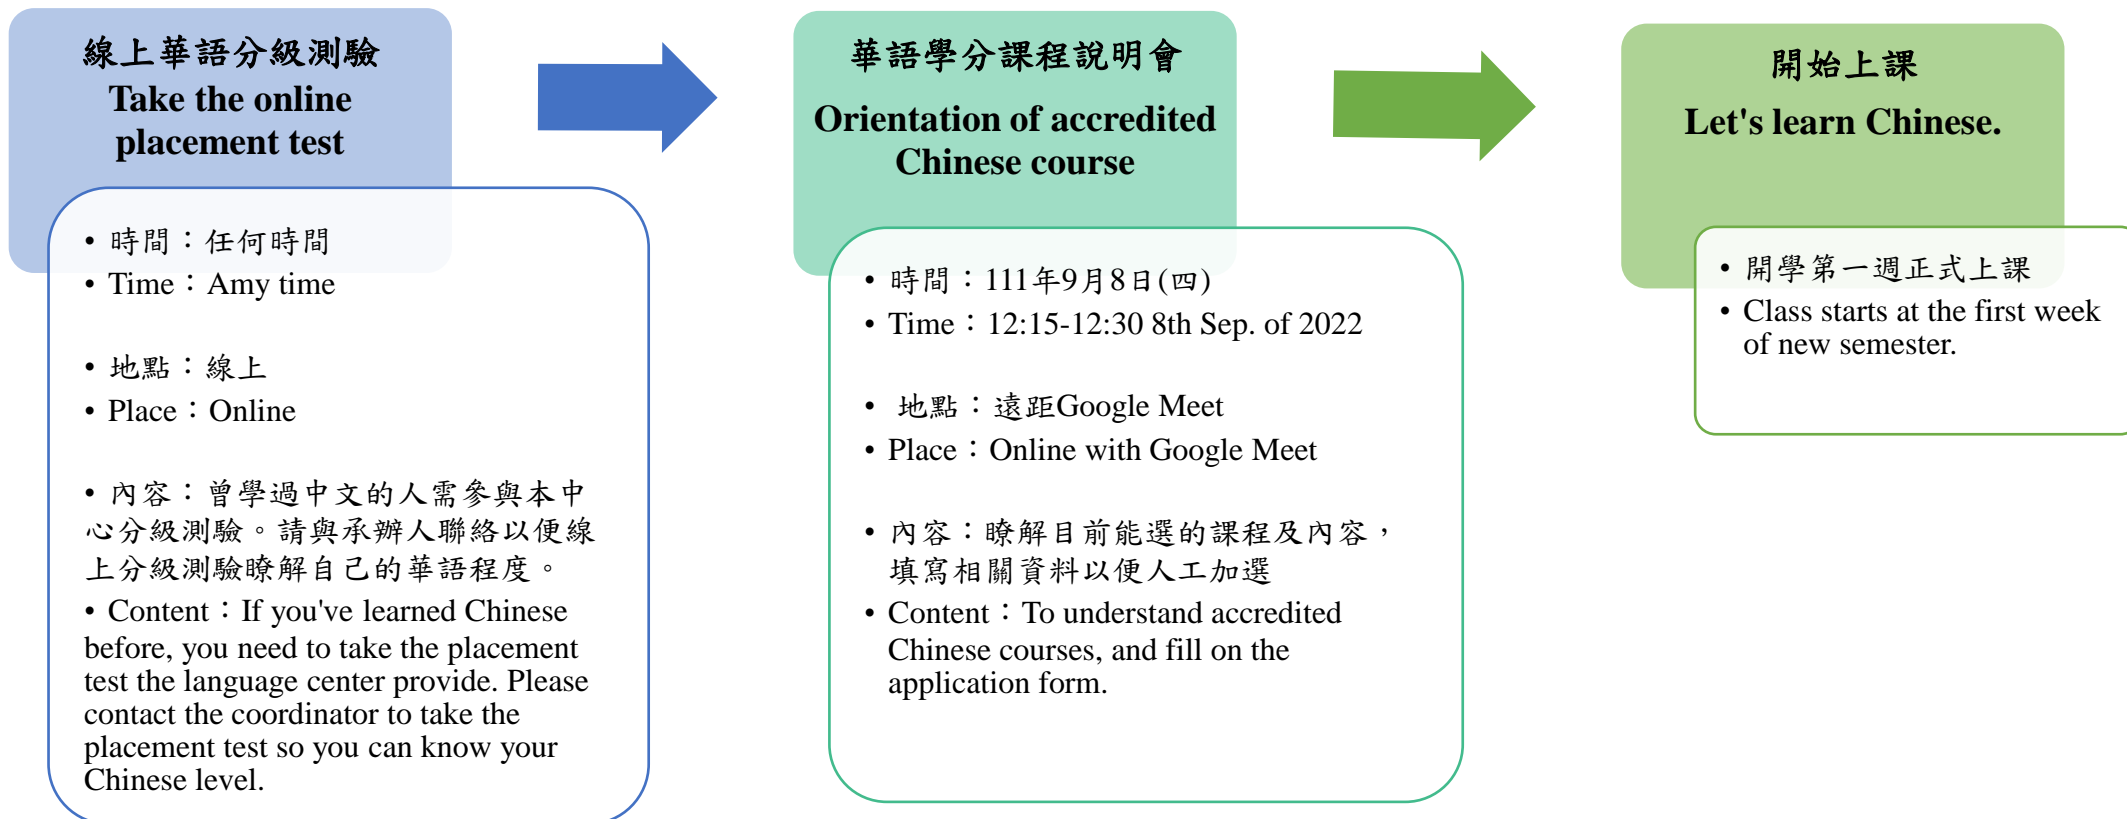 線上華語分級測驗
Take the online
placement test
• 時間：任何時間
• Time：Amy time
• 地點：線上
• Place：Online
• 內容：曾學過中文的人需參與本中
心分級測驗。請與承辦人聯絡以便線
上分級測驗瞭解自己的華語程度。
• Content：If you've learned Chinese
before, you need to take the placement
test the language center provide. Please
contact the coordinator to take the
placement test so you can know your
Chinese level.
華語學分課程說明會
Orientation of accredited
Chinese course
• 時間：111年9月8日(四)
• Time：12:15-12:30 8th Sep. of 2022
• 地點：遠距Google Meet
• Place：Online with Google Meet
• 內容：瞭解目前能選的課程及內容，
填寫相關資料以便人工加選
• Content：To understand accredited
Chinese courses, and fill on the
application form.
開始上課
Let's learn Chinese.
• 開學第一週正式上課
• Class starts at the first week
of new semester.